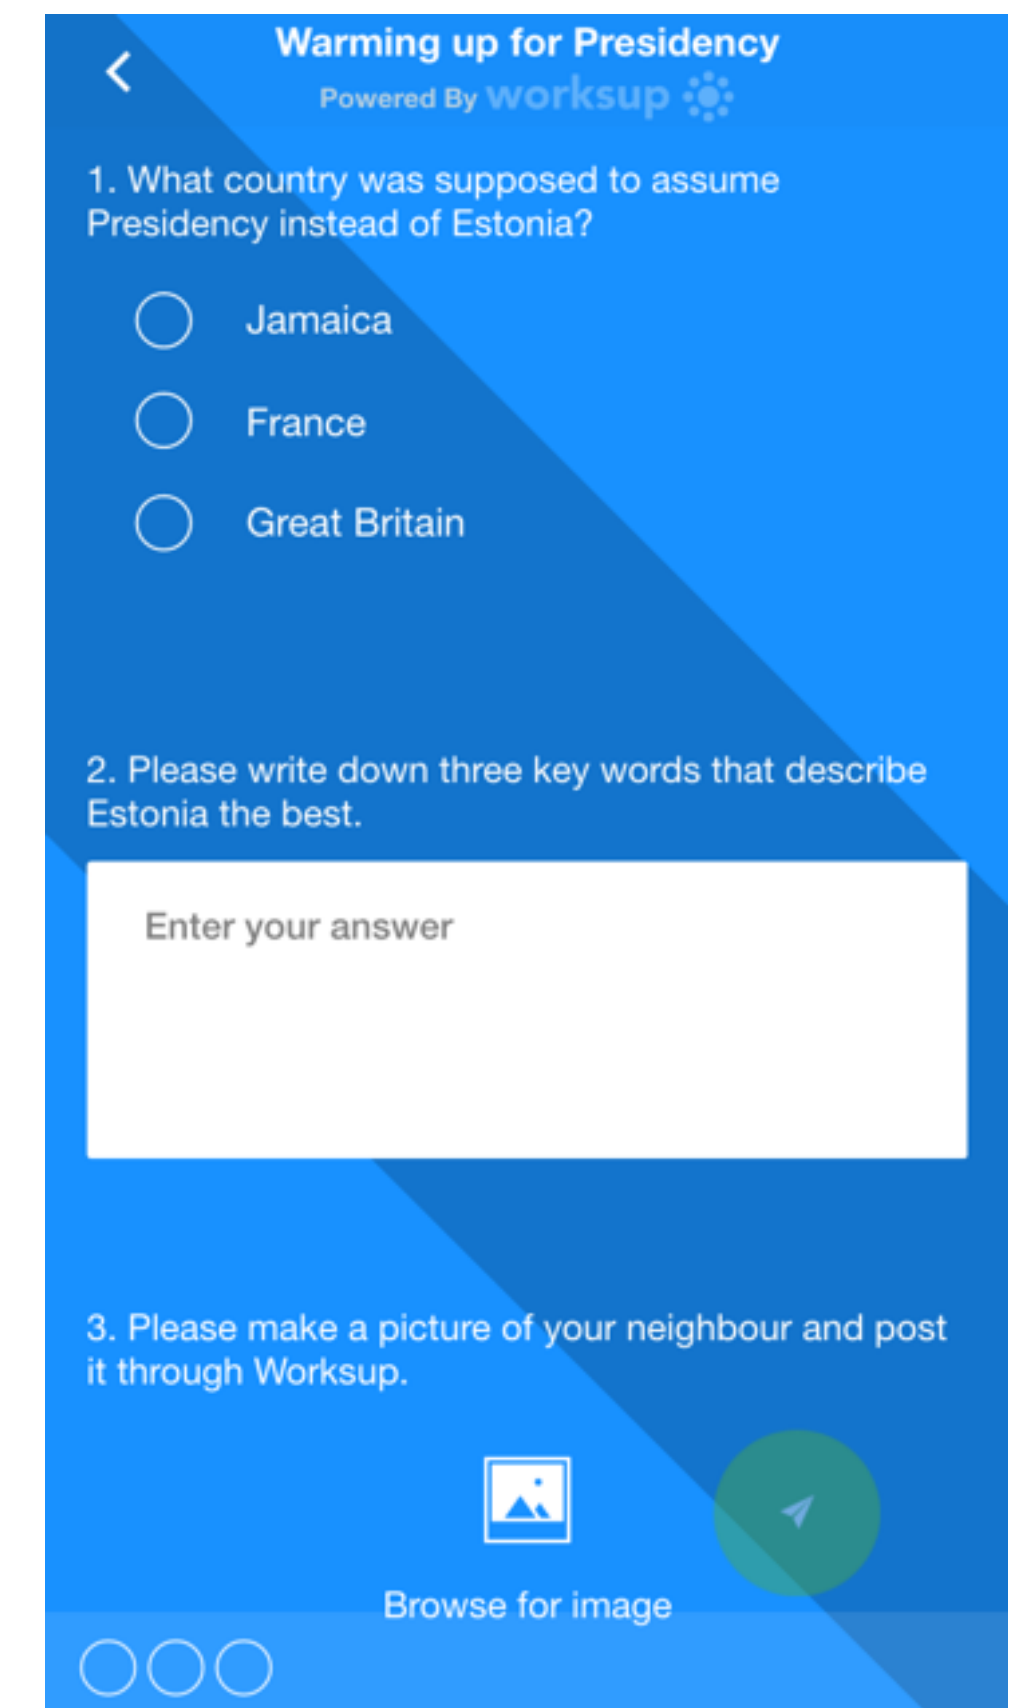 Warming up for Presidency
Powered By worksup
1. What country was supposed to assume
Presidency instead of Estonia?
Jamaica
France
Great Britain
2. Please write down three key words that describe
Estonia the best.
Enter your answer
3. Please make a picture of your neighbour and post
it through Worksup.
Browse for image